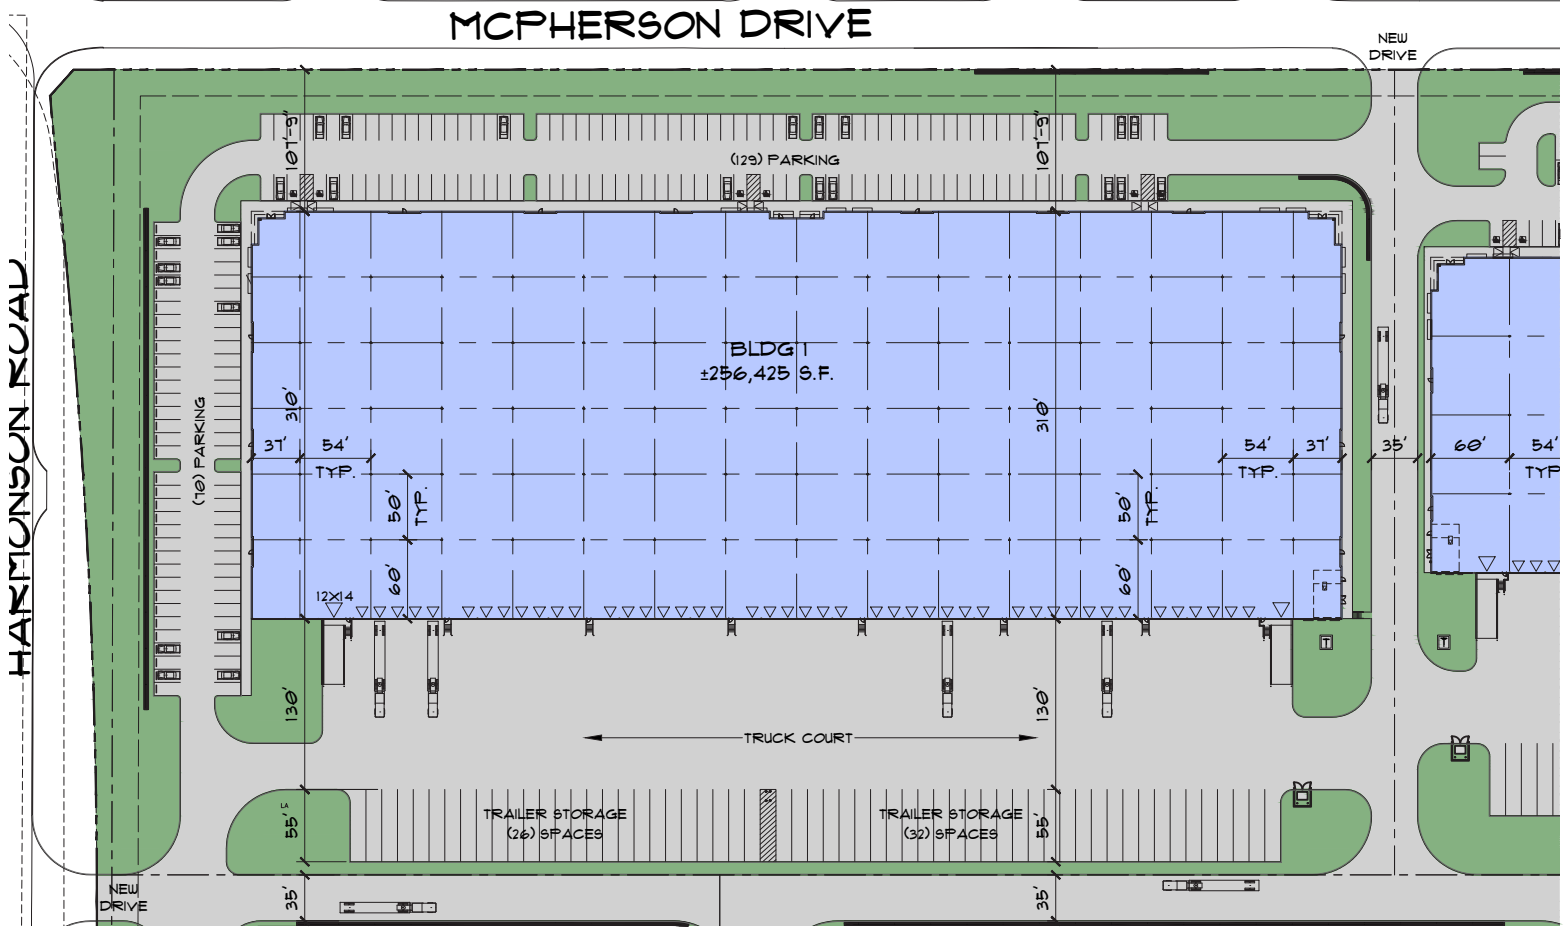 MCPHERSON DRIVE
NEW
DRIVE
107'-9"
107'-9"
(129) PARKING
HARMONSON ROAD
(70) PARKING
BLDG 1
±256,425 S.F.
310'
310'
37'
54'
TYP.
54'
TYP.
37'
35'
60'
54'
TYP
50'
TYP.
50'
TYP.
60'
60'
12X14
T
T
130'
130'
TRUCK COURT
LA
55'
TRAILER STORAGE
(26) SPACES
TRAILER STORAGE
(32) SPACES
55'
NEW
DRIVE
35'
35'